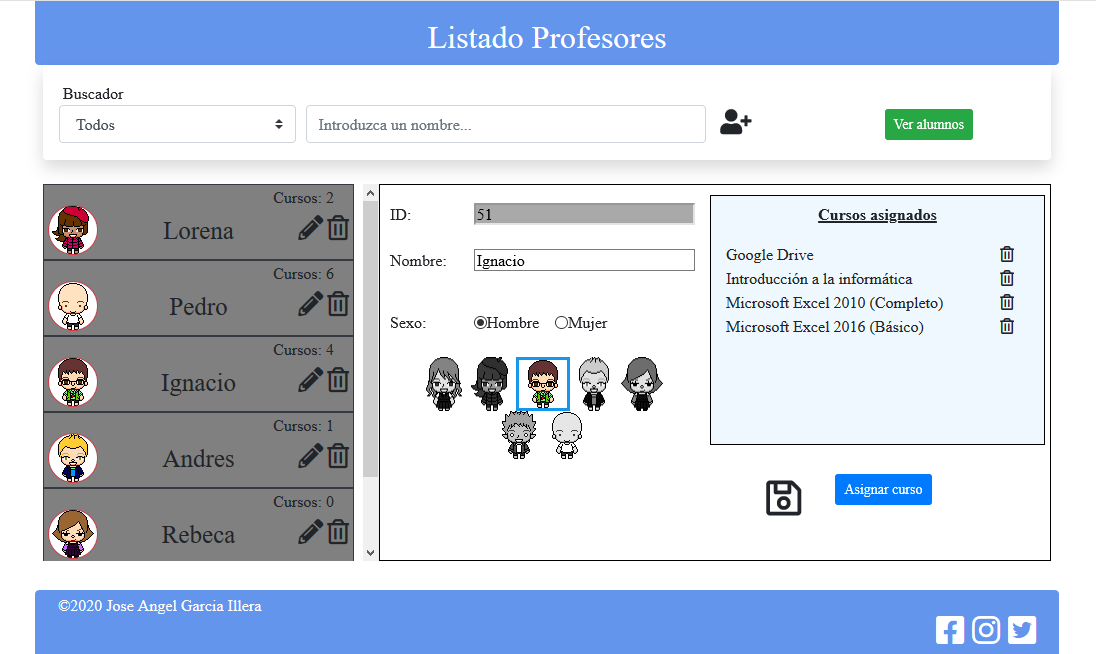 Listado Profesores
Buscador
Todos
Introduzca un nombre...
Ver alumnos
Cursos: 2
Lorena
Cursos: 6
Pedro
Cursos: 4
Ignacio
Cursos: 1
Andres
Cursos: 0
Rebeca
ID: 51
Nombre: Ignacio
Sexo: Hombre Mujer
Cursos asignados
Google Drive
Introducción a la informática
Microsoft Excel 2010 (Completo)
Microsoft Excel 2016 (Básico)
Asignar curso
©2020 Jose Angel Garcia Illera